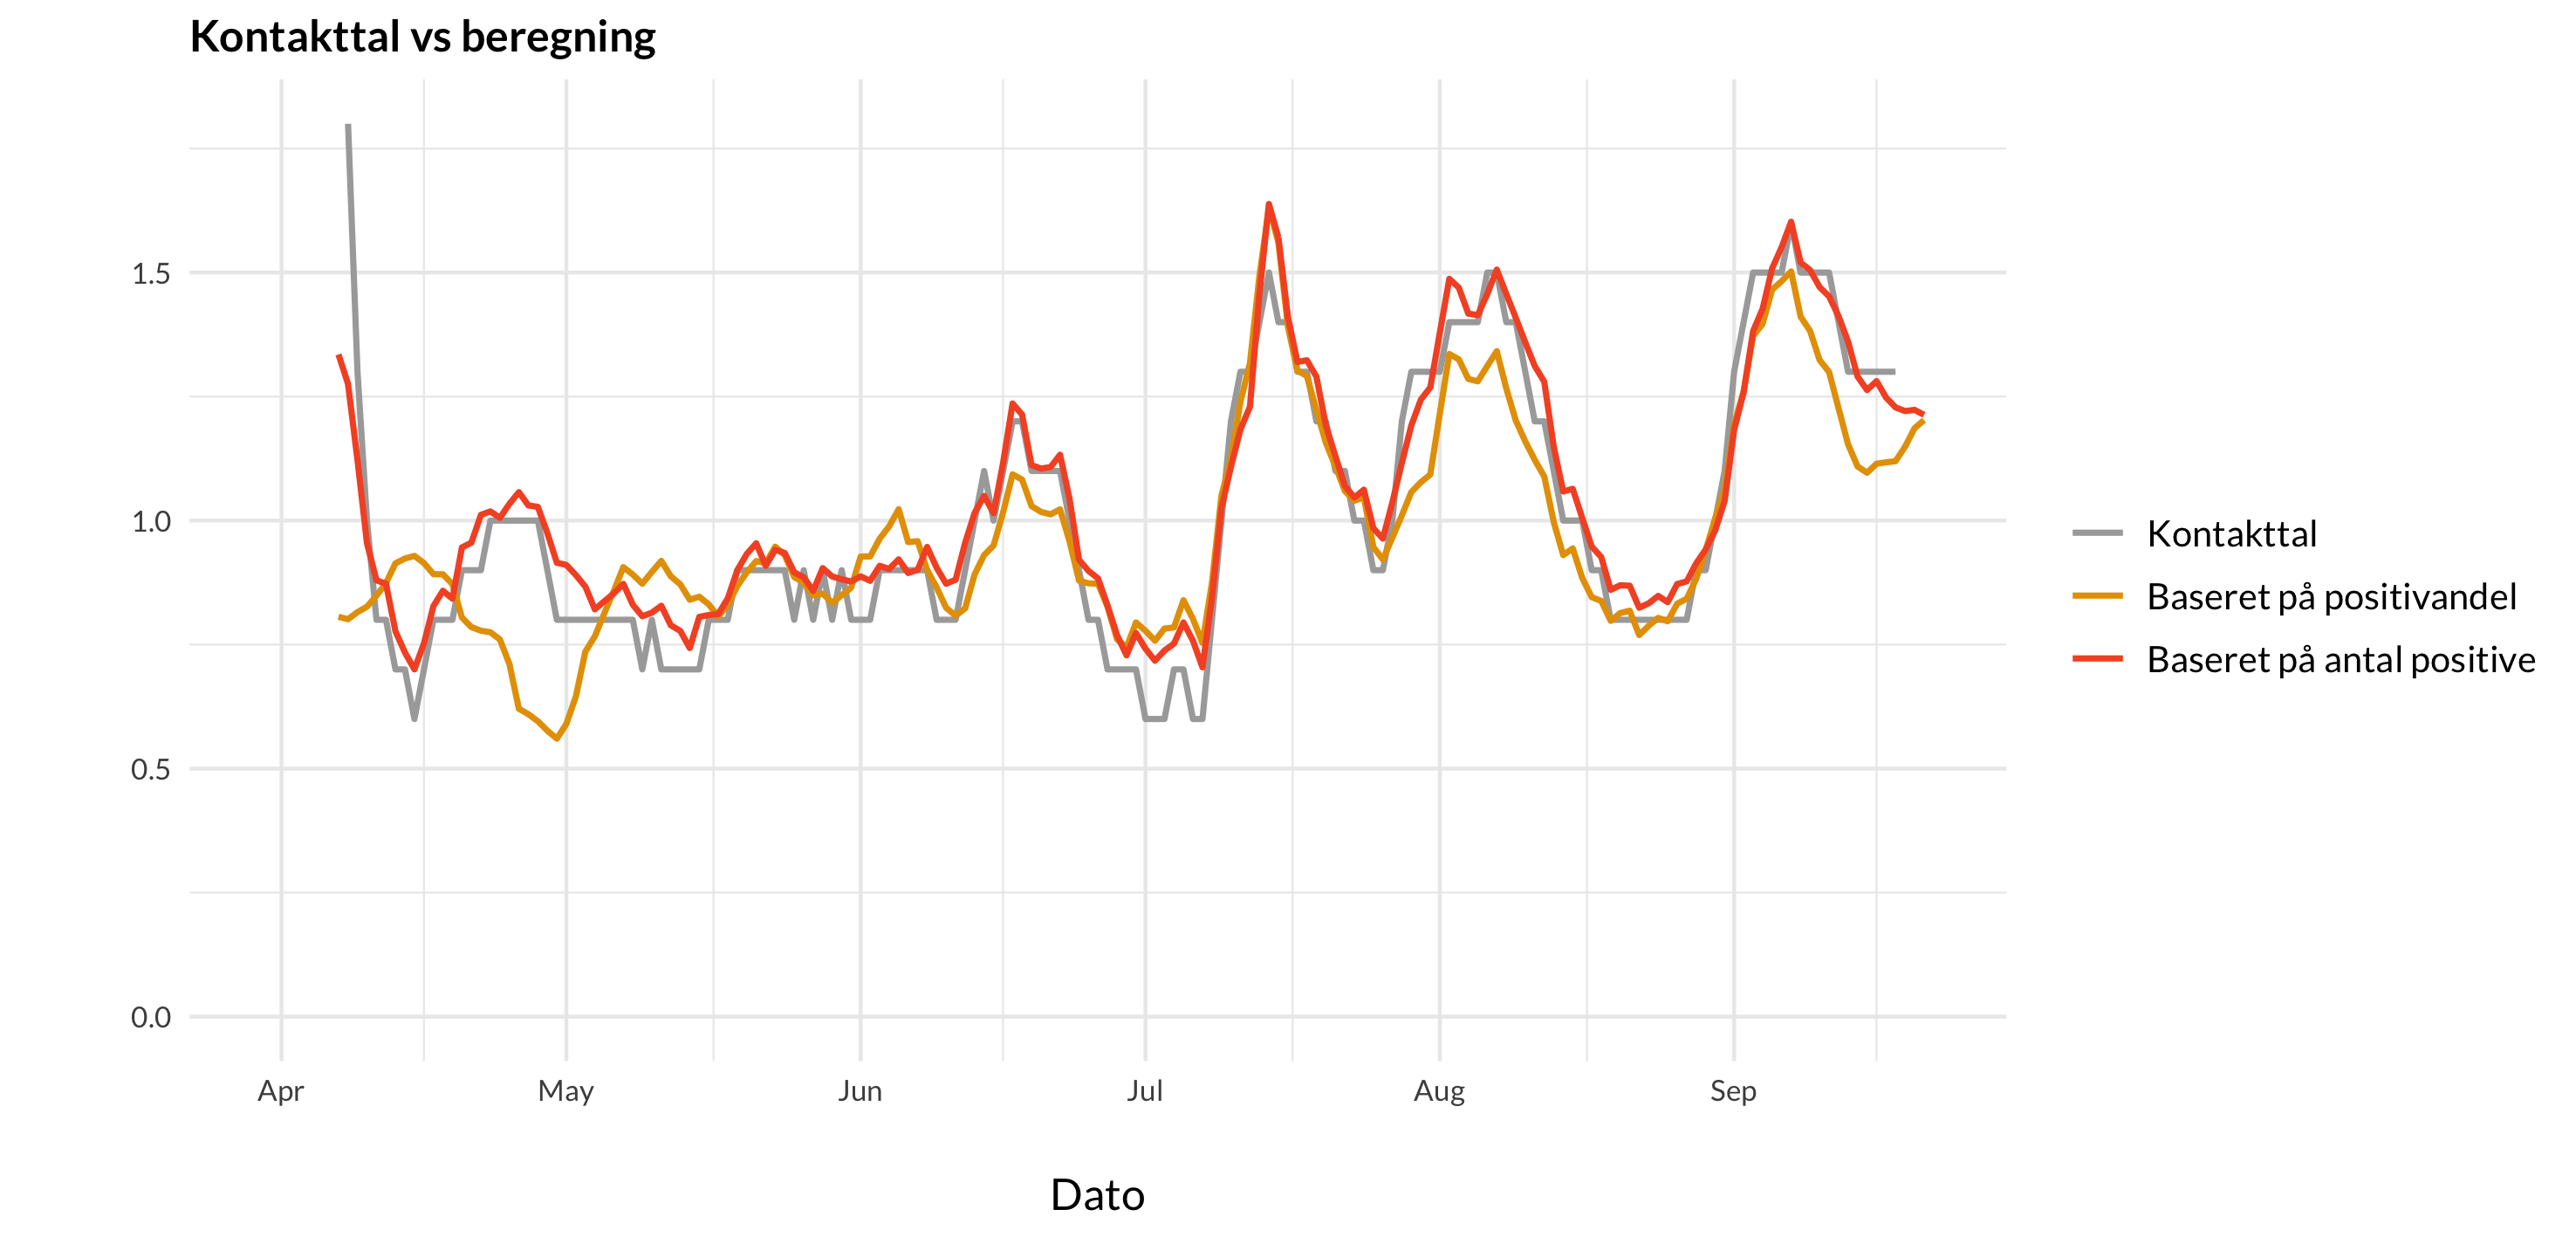 Kontakttal vs beregning
1.5
1.0
0.5
0.0
Apr May Jun Jul Aug Sep
Dato
Kontakttal
Baseret på positivandel
Baseret på antal positive